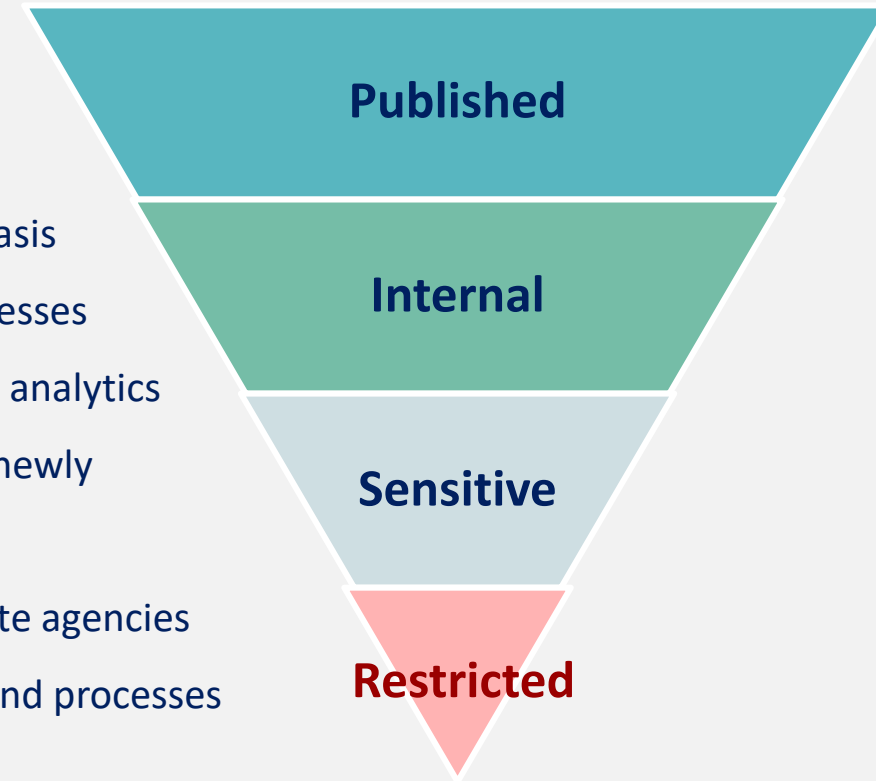 Published
asis
Internal
esses
analytics
newly
Sensitive
te agencies
nd processes
Restricted